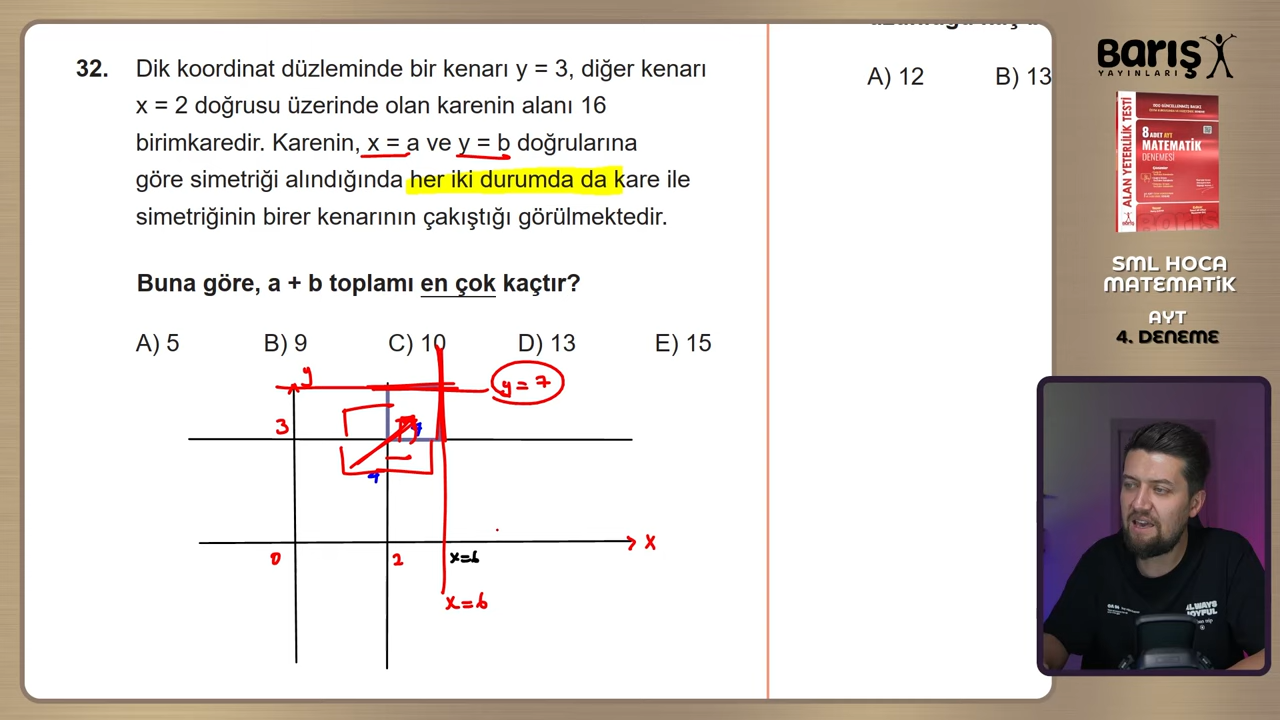 32. Dik koordinat düzleminde bir kenarı y = 3, diğer kenarı
x = 2 doğrusu üzerinde olan karenin alanı 16
birimkaredir. Karenin, x = a ve y = b doğrularına
göre simetriği alındığında her iki durumda da kare ile
simetriğinin birer kenarının çakıştığı görülmektedir.
Buna göre, a + b toplamı en çok kaçtır?
A) 5 B) 9 C) 10 D) 13 E) 15
y
y = 7
3
4
0
2
x=6
x
x=6
A) 12 B) 13
BARIŞ
YAYINLARI
ALAN YETERLİLİK TESTİ
8 ADET AYT
MATEMATİK
DENEMESİ
SML HOCA
MATEMATİK
AYT
4. DENEME
ALWAYS
JOYFUL